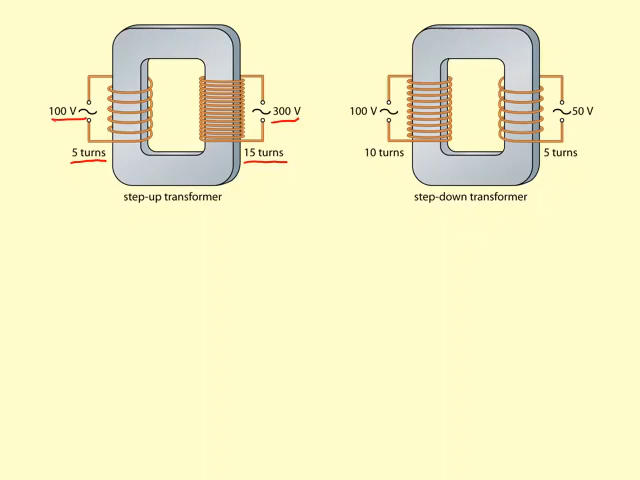 100 V
300 V
5 turns
15 turns
step-up transformer
100 V
50 V
10 turns
5 turns
step-down transformer